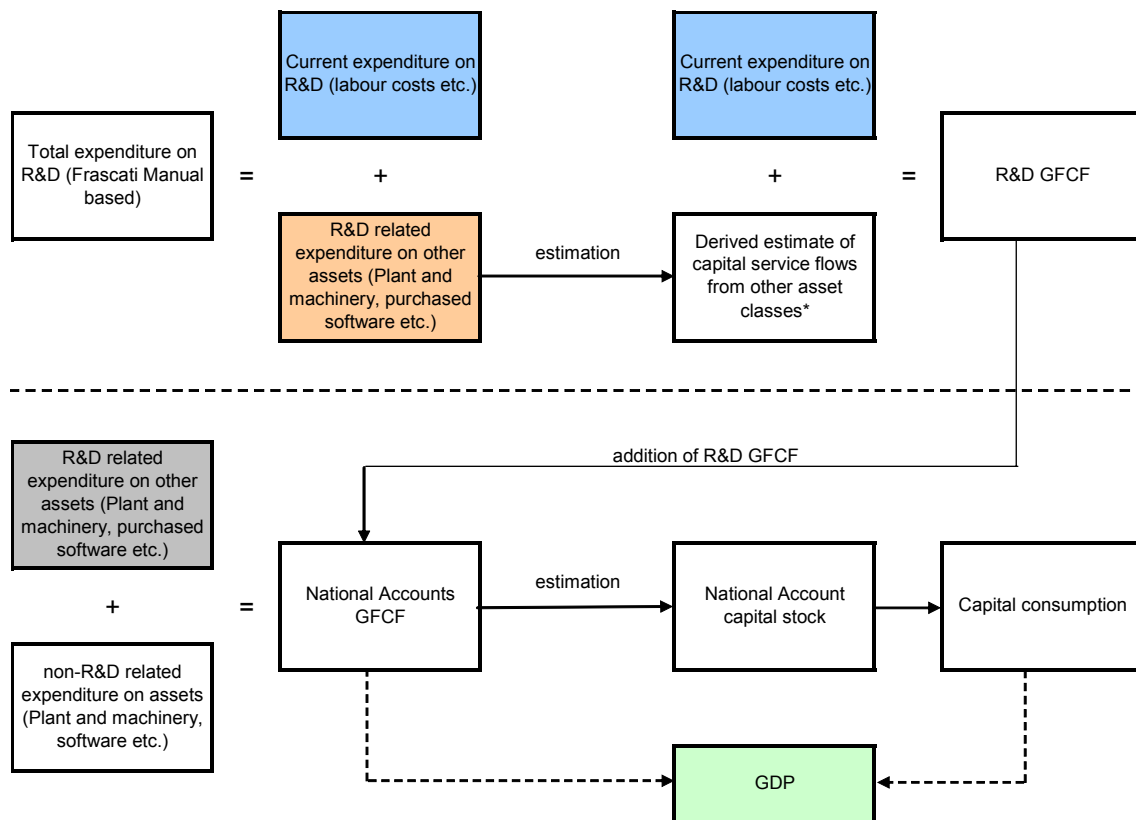 Current expenditure on
R&D (labour costs etc.)
Current expenditure on
R&D (labour costs etc.)
Total expenditure on
R&D (Frascati Manual
based)
=
+
+
=
R&D GFCF
R&D related
expenditure on other
assets (Plant and
machinery, purchased
software etc.)
estimation
Derived estimate of
capital service flows
from other asset
classes*
R&D related
expenditure on other
assets (Plant and
machinery, purchased
software etc.)
addition of R&D GFCF
+
=
National Accounts
GFCF
estimation
National Account
capital stock
Capital consumption
non-R&D related
expenditure on assets
(Plant and machinery,
software etc.)
GDP